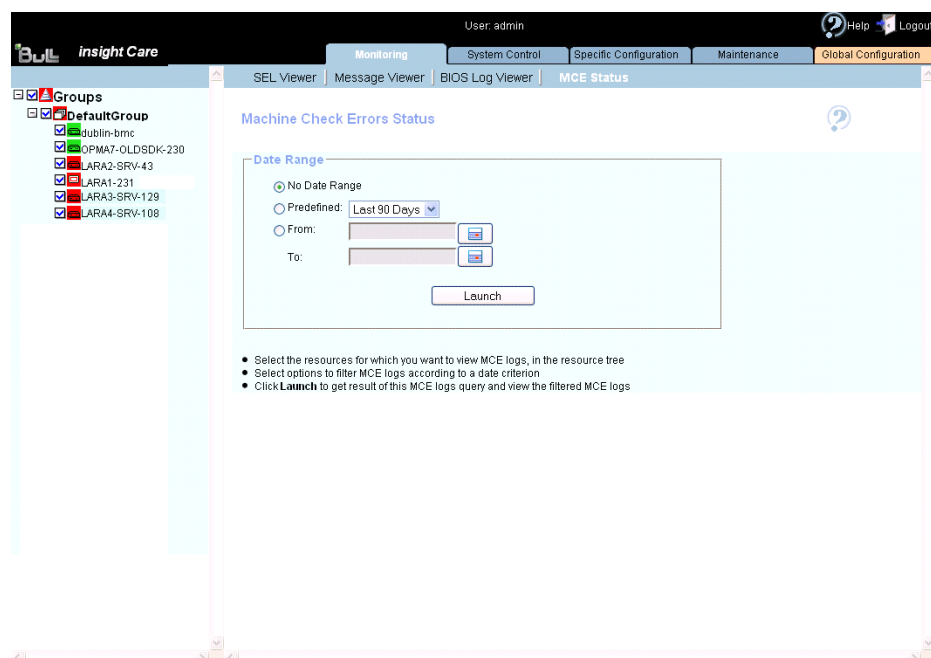 User: admin
Help Logout
Bull insight Care
Monitoring System Control Specific Configuration Maintenance Global Configuration
SEL Viewer Message Viewer BIOS Log Viewer MCE Status
Groups
DefaultGroup
dublin-bmc
OPMA7-OLDSDK-230
LARA2-SRV-43
LARA1-231
LARA3-SRV-129
LARA4-SRV-108
Machine Check Errors Status
Date Range
No Date Range
Predefined: Last 90 Days
From:
To:
Launch
Select the resources for which you want to view MCE logs, in the resource tree
Select options to filter MCE logs according to a date criterion
Click Launch to get result of this MCE logs query and view the filtered MCE logs